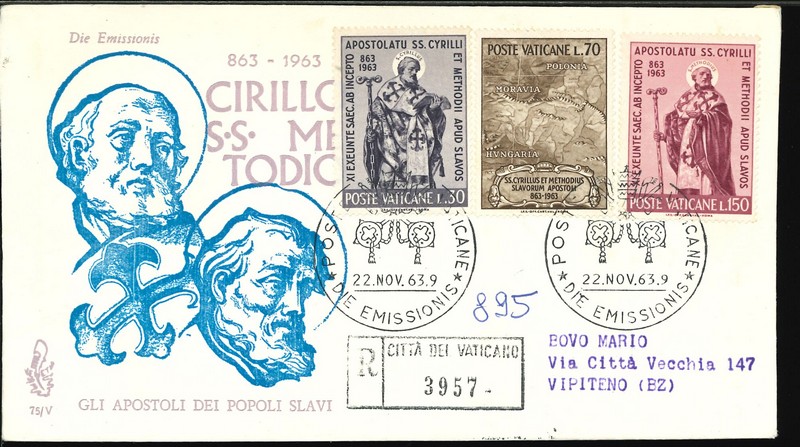 Die Emissionis
863 - 1963
CIRILLO
S·S· ME
TODIO
75/V
GLI APOSTOLI DEI POPOLI SLAVI
APOSTOLATU SS. CYRILLI
ET METHODII APUD SLAVOS
XI EXEUNTE SAEC. AB INCEPTO
863
1963
S·CYRILLVS
POSTE VATICANE L.30
POSTE VATICANE L.70
POLONIA
MORAVIA
HVNGARIA
SS. CYRILLUS ET METHODIUS
SLAVORUM APOSTOLI
863-1963
APOSTOLATU SS. CYRILLI
ET METHODII APUD SLAVOS
XI EXEUNTE SAEC. AB INCEPTO
863
1963
POSTE VATICANE L.150
POSTE VATICANE
22.NOV.63.9
DIE EMISSIONIS
POSTE VATICANE
22.NOV.63.9
DIE EMISSIONIS
895
R
CITTÀ DEL VATICANO
3957-
BOVO MARIO
Via Città Vecchia 147
VIPITENO (BZ)